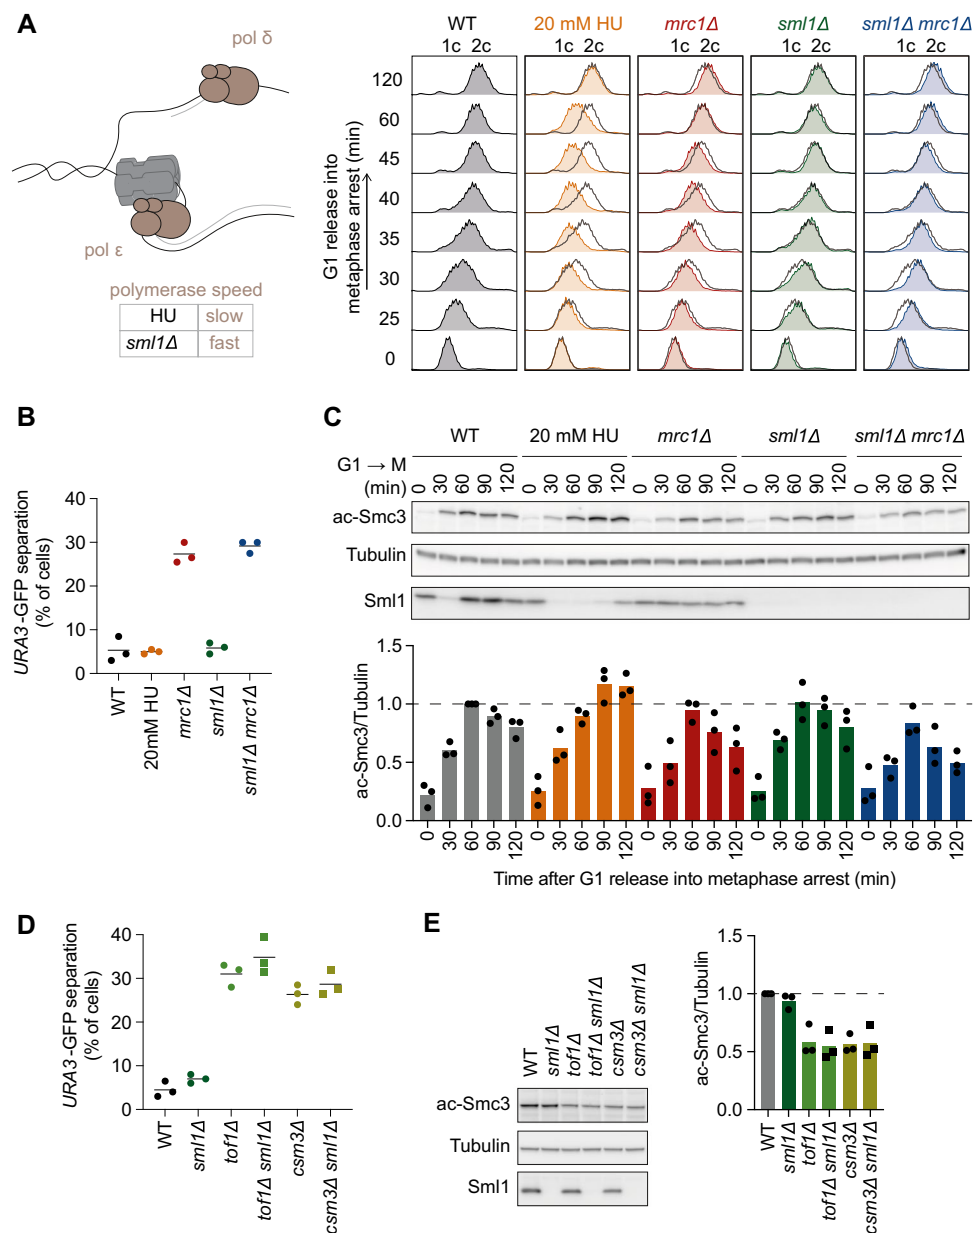 A
pol δ
pol ε
polymerase speed
HU slow
sml1Δ fast
WT 20 mM HU mrc1Δ sml1Δ sml1Δ mrc1Δ
1c 2c 1c 2c 1c 2c 1c 2c 1c 2c
G1 release into
metaphase arrest (min)
120
60
45
40
35
30
25
0
B
URA3-GFP separation
(% of cells)
40
30
20
10
0
WT
20mM HU
mrc1Δ
sml1Δ
sml1Δ mrc1Δ
C
WT 20 mM HU mrc1Δ sml1Δ sml1Δ mrc1Δ
G1 → M
(min)
0 30 60 90 120 0 30 60 90 120 0 30 60 90 120 0 30 60 90 120 0 30 60 90 120
ac-Smc3
Tubulin
Sml1
ac-Smc3/Tubulin
1.5
1.0
0.5
0.0
0 30 60 90 120 0 30 60 90 120 0 30 60 90 120 0 30 60 90 120 0 30 60 90 120
Time after G1 release into metaphase arrest (min)
D
URA3-GFP separation
(% of cells)
40
30
20
10
0
WT
sml1Δ
tof1Δ
tof1Δ sml1Δ
csm3Δ
csm3Δ sml1Δ
E
WT
sml1Δ
tof1Δ
tof1Δ sml1Δ
csm3Δ
csm3Δ sml1Δ
ac-Smc3
Tubulin
Sml1
ac-Smc3/Tubulin
1.5
1.0
0.5
0.0
WT
sml1Δ
tof1Δ
tof1Δ sml1Δ
csm3Δ
csm3Δ sml1Δ